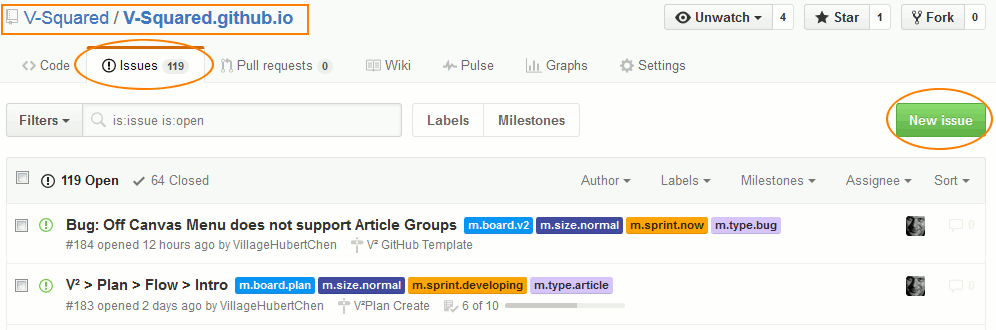 V-Squared / V-Squared.github.io Unwatch 4 Star 1 Fork 0
Code Issues 119 Pull requests 0 Wiki Pulse Graphs Settings
Filters is:issue is:open Labels Milestones New issue
119 Open 64 Closed Author Labels Milestones Assignee Sort
Bug: Off Canvas Menu does not support Article Groups m.board.v2 m.size.normal m.sprint.now m.type.bug 0
#184 opened 12 hours ago by VillageHubertChen V² GitHub Template
V² > Plan > Flow > Intro m.board.plan m.size.normal m.sprint.developing m.type.article 0
#183 opened 2 days ago by VillageHubertChen V²Plan Create 6 of 10